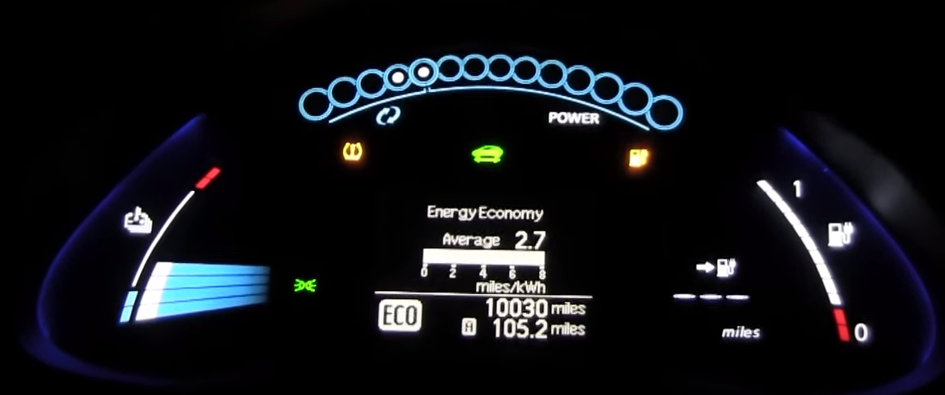 POWER
Energy Economy
Average 2.7
0 2 4 6 8
miles/kWh
ECO
10030 miles
105.2 miles
1
---
miles
0